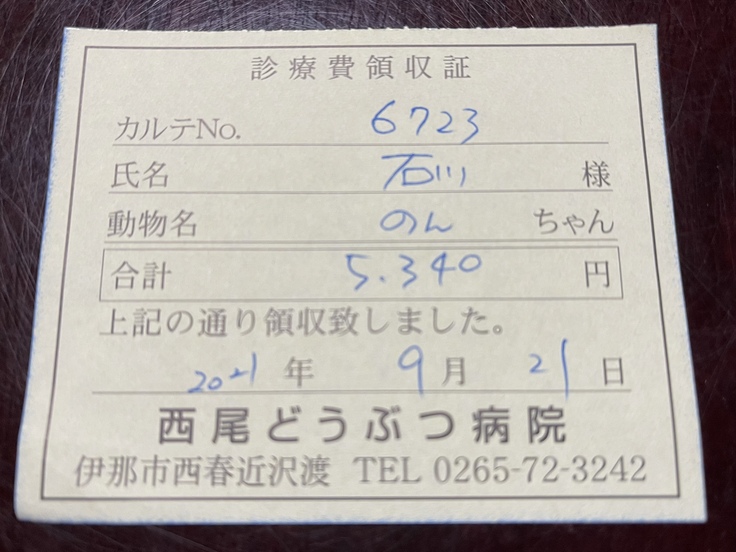 診療費領収証
カルテNo. 6723
氏名 石川 様
動物名 のん ちゃん
合計 5.340 円
上記の通り領収致しました。
2021 年 9 月 21 日
西尾どうぶつ病院
伊那市西春近沢渡 TEL 0265-72-3242